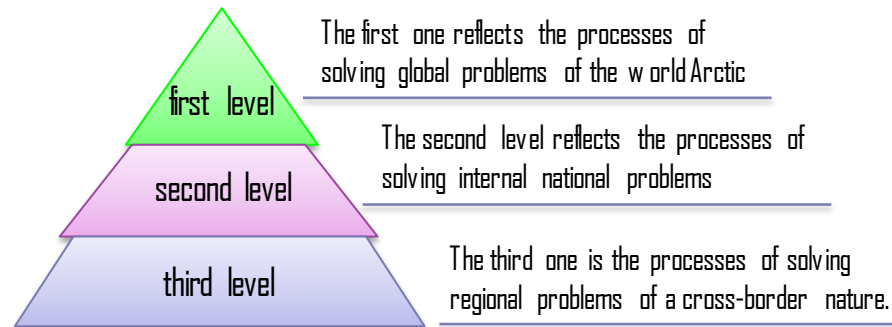 first level
The first one reflects the processes of
solving global problems of the world Arctic
second level
The second level reflects the processes of
solving internal national problems
third level
The third one is the processes of solving
regional problems of a cross-border nature.